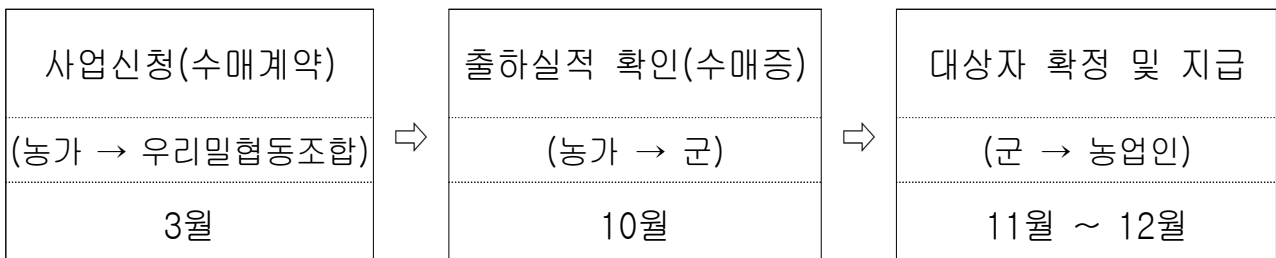 사업신청(수매계약)
(농가 → 우리밀협동조합)
3월
⇨
출하실적 확인(수매증)
(농가 → 군)
10월
⇨
대상자 확정 및 지급
(군 → 농업인)
11월 ~ 12월